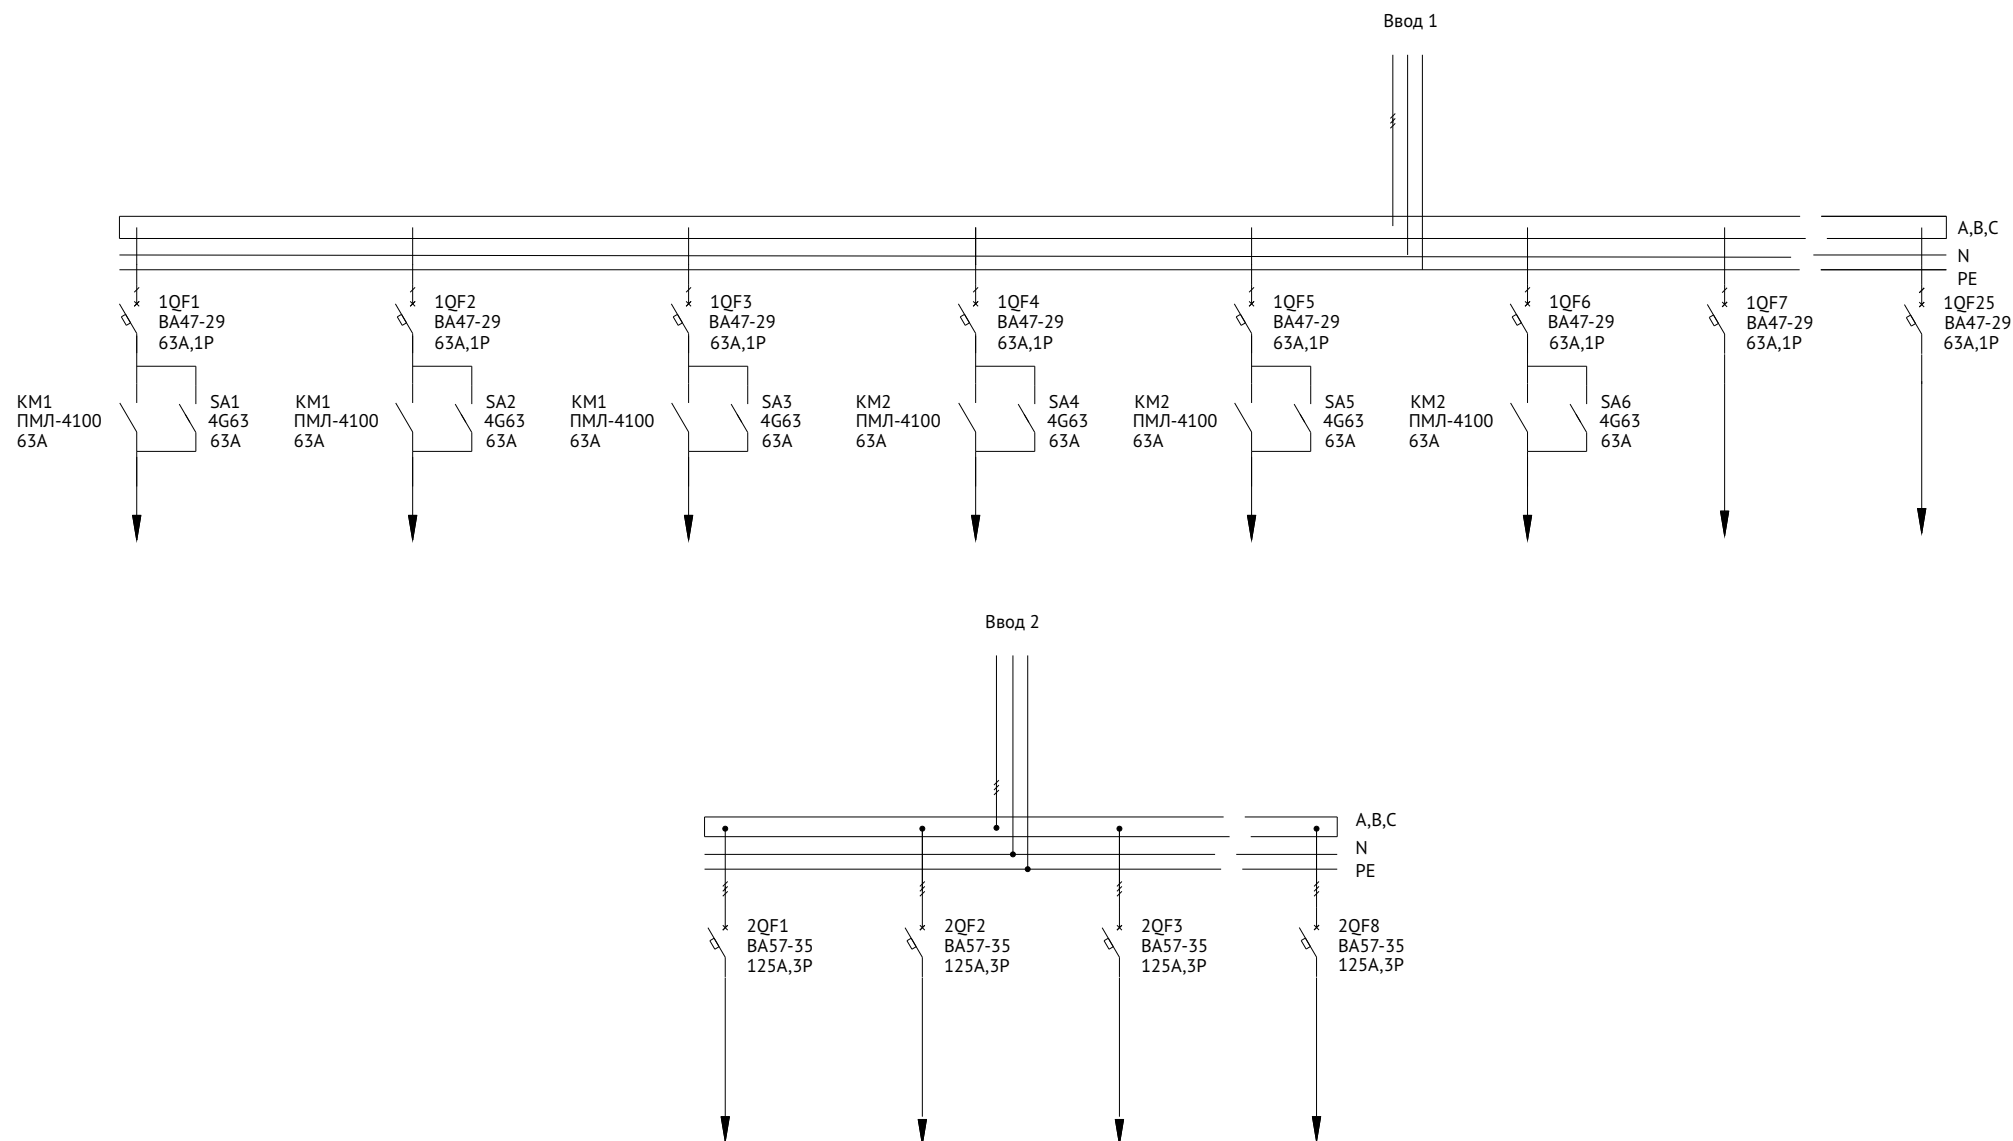 Ввод 1
A,B,C
N
PE
1QF1
ВА47-29
63А,1Р
1QF2
ВА47-29
63А,1Р
1QF3
ВА47-29
63А,1Р
1QF4
ВА47-29
63А,1Р
1QF5
ВА47-29
63А,1Р
1QF6
ВА47-29
63А,1Р
1QF7
ВА47-29
63А,1Р
1QF25
ВА47-29
63А,1Р
КМ1
ПМЛ-4100
63А
SA1
4G63
63А
КМ1
ПМЛ-4100
63А
SA2
4G63
63А
КМ1
ПМЛ-4100
63А
SA3
4G63
63А
КМ2
ПМЛ-4100
63А
SA4
4G63
63А
КМ2
ПМЛ-4100
63А
SA5
4G63
63А
КМ2
ПМЛ-4100
63А
SA6
4G63
63А
Ввод 2
A,B,C
N
PE
2QF1
ВА57-35
125А,3Р
2QF2
ВА57-35
125А,3Р
2QF3
ВА57-35
125А,3Р
2QF8
ВА57-35
125А,3Р